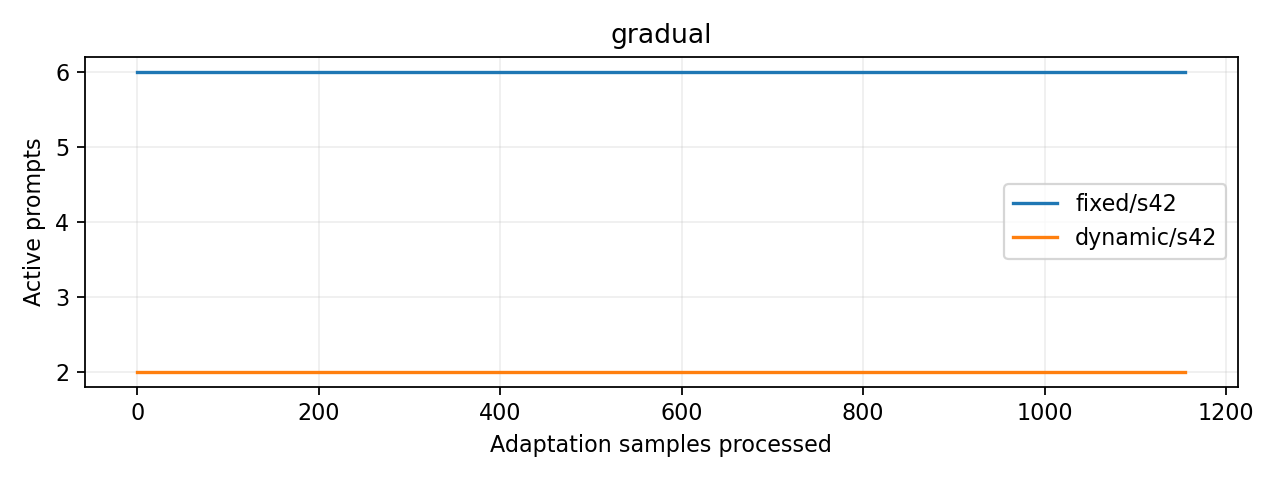 gradual
Active prompts
6
5
4
3
2
fixed/s42
dynamic/s42
0 200 400 600 800 1000 1200
Adaptation samples processed